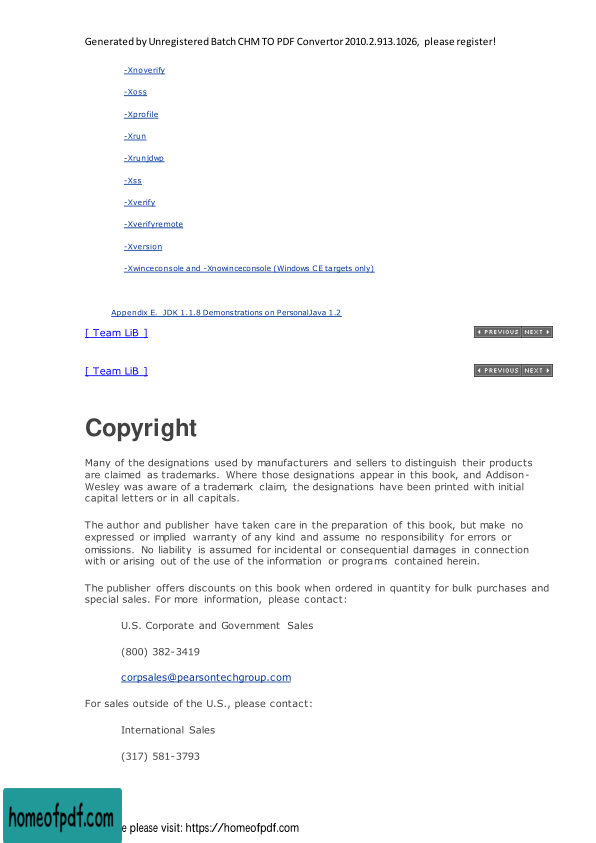 Generated by Unregistered Batch CHM TO PDF Convertor 2010.2.913.1026, please register!
-Xnoverify
-Xoss
-Xprofile
-Xrun
-Xrunjdwp
-Xss
-Xverify
-Xverifyremote
-Xversion
-Xwinceconsole and -Xnowinceconsole (Windows CE targets only)
Appendix E. JDK 1.1.8 Demonstrations on PersonalJava 1.2
[ Team LiB ] PREVIOUS NEXT
[ Team LiB ] PREVIOUS NEXT
Copyright
Many of the designations used by manufacturers and sellers to distinguish their products
are claimed as trademarks. Where those designations appear in this book, and Addison-
Wesley was aware of a trademark claim, the designations have been printed with initial
capital letters or in all capitals.
The author and publisher have taken care in the preparation of this book, but make no
expressed or implied warranty of any kind and assume no responsibility for errors or
omissions. No liability is assumed for incidental or consequential damages in connection
with or arising out of the use of the information or programs contained herein.
The publisher offers discounts on this book when ordered in quantity for bulk purchases and
special sales. For more information, please contact:
U.S. Corporate and Government Sales
(800) 382-3419
corpsales@pearsontechgroup.com
For sales outside of the U.S., please contact:
International Sales
(317) 581-3793
homeofpdf.com
e please visit: https://homeofpdf.com